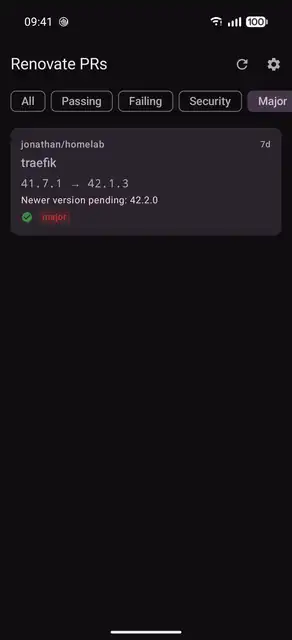 09:41
100
Renovate PRs
All Passing Failing Security Major
jonathan/homelab 7d
traefik
41.7.1 → 42.1.3
Newer version pending: 42.2.0
major